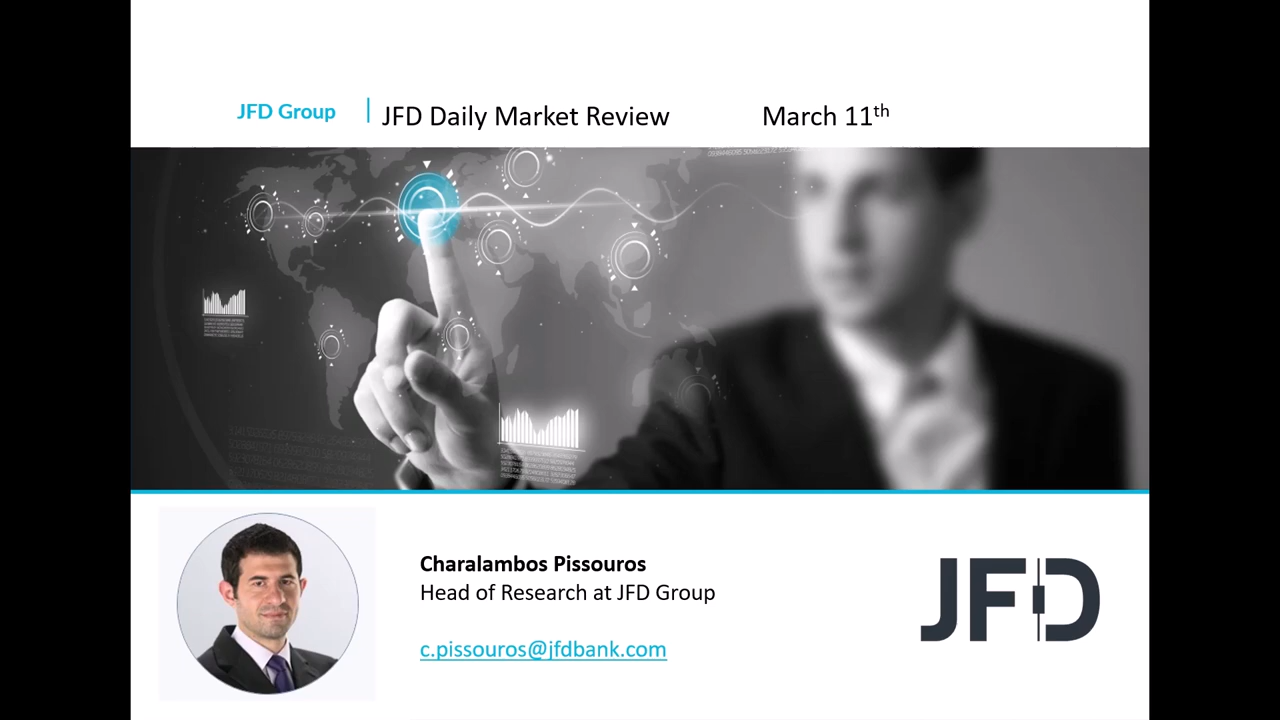 JFD Group
JFD Daily Market Review March 11th
Charalambos Pissouros
Head of Research at JFD Group
c.pissouros@jfdbank.com
JFD